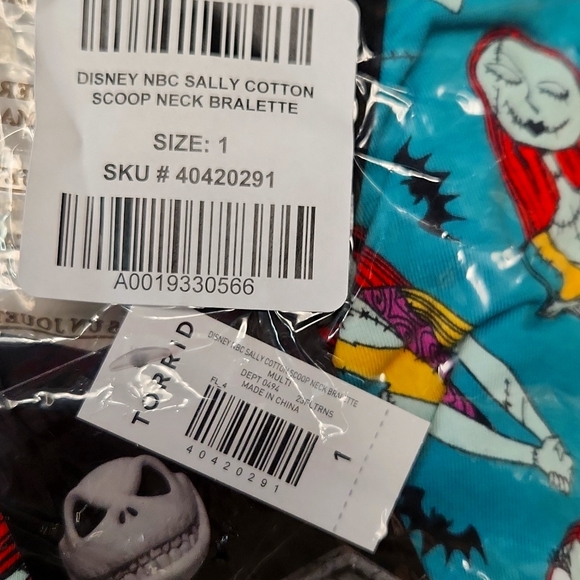 DISNEY NBC SALLY COTTON
SCOOP NECK BRALETTE
SIZE: 1
SKU # 40420291
A0019330566
TORRID
DISNEY NBC SALLY COTTON SCOOP NECK BRALETTE
MULTI
DEPT 0494
MADE IN CHINA
FL_4
40420291
1